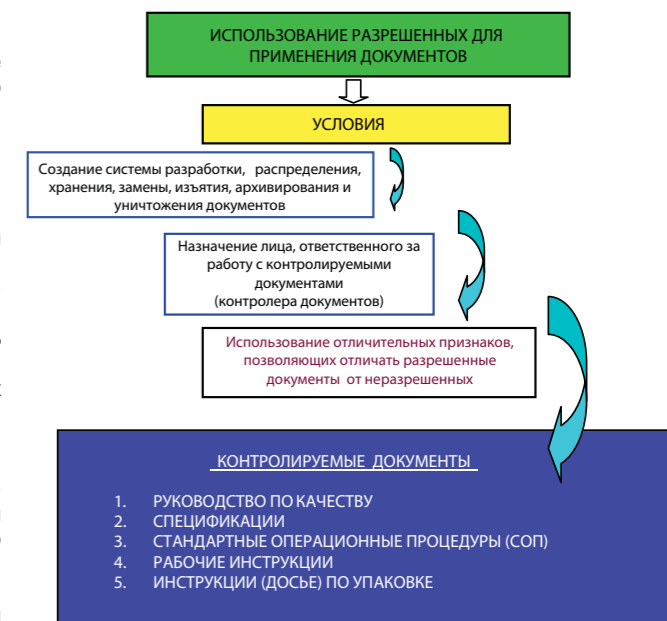 ИСПОЛЬЗОВАНИЕ РАЗРЕШЕННЫХ ДЛЯ
ПРИМЕНЕНИЯ ДОКУМЕНТОВ
УСЛОВИЯ
Создание системы разработки, распределения,
хранения, замены, изъятия, архивирования и
уничтожения документов
Назначение лица, ответственного за
работу с контролируемыми
документами
(контролера документов)
Использование отличительных признаков,
позволяющих отличать разрешенные
документы от неразрешенных
КОНТРОЛИРУЕМЫЕ ДОКУМЕНТЫ
1. РУКОВОДСТВО ПО КАЧЕСТВУ
2. СПЕЦИФИКАЦИИ
3. СТАНДАРТНЫЕ ОПЕРАЦИОННЫЕ ПРОЦЕДУРЫ (СОП)
4. РАБОЧИЕ ИНСТРУКЦИИ
5. ИНСТРУКЦИИ (ДОСЬЕ) ПО УПАКОВКЕ